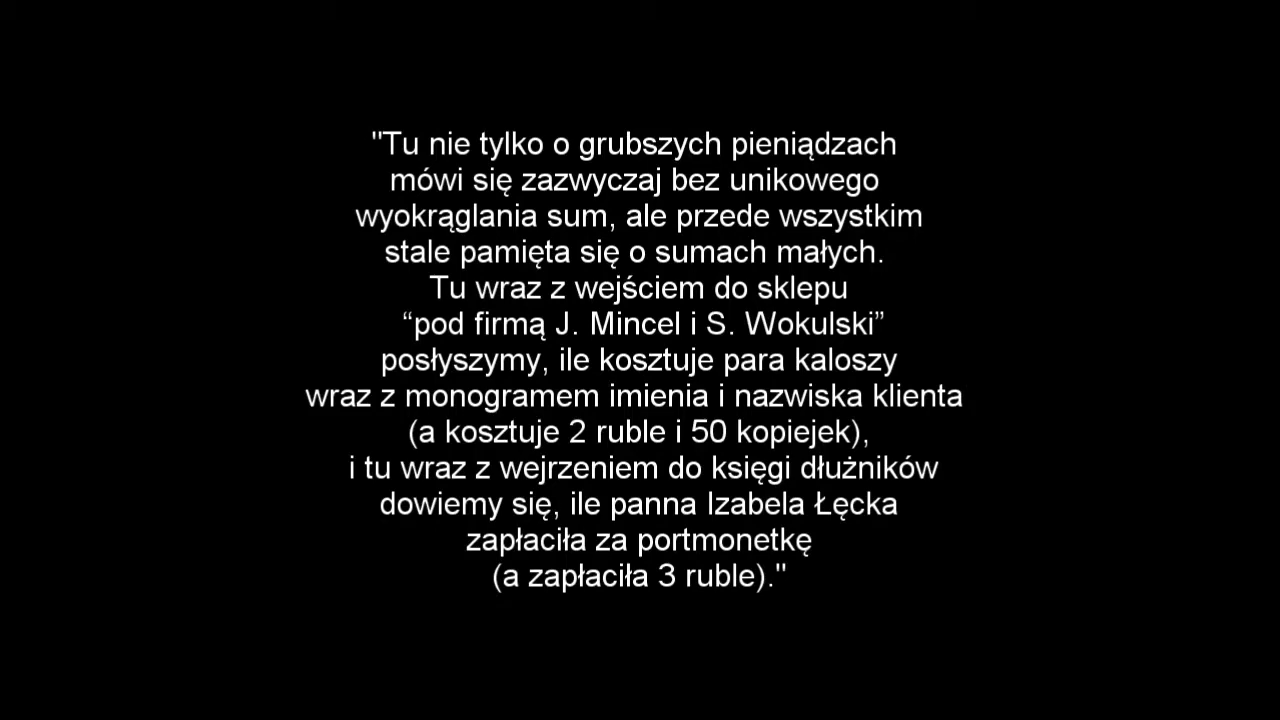 "Tu nie tylko o grubszych pieniądzach
mówi się zazwyczaj bez unikowego
wyokrąglania sum, ale przede wszystkim
stale pamięta się o sumach małych.
Tu wraz z wejściem do sklepu
“pod firmą J. Mincel i S. Wokulski”
posłyszymy, ile kosztuje para kaloszy
wraz z monogramem imienia i nazwiska klienta
(a kosztuje 2 ruble i 50 kopiejek),
i tu wraz z wejrzeniem do księgi dłużników
dowiemy się, ile panna Izabela Łęcka
zapłaciła za portmonetkę
(a zapłaciła 3 ruble)."